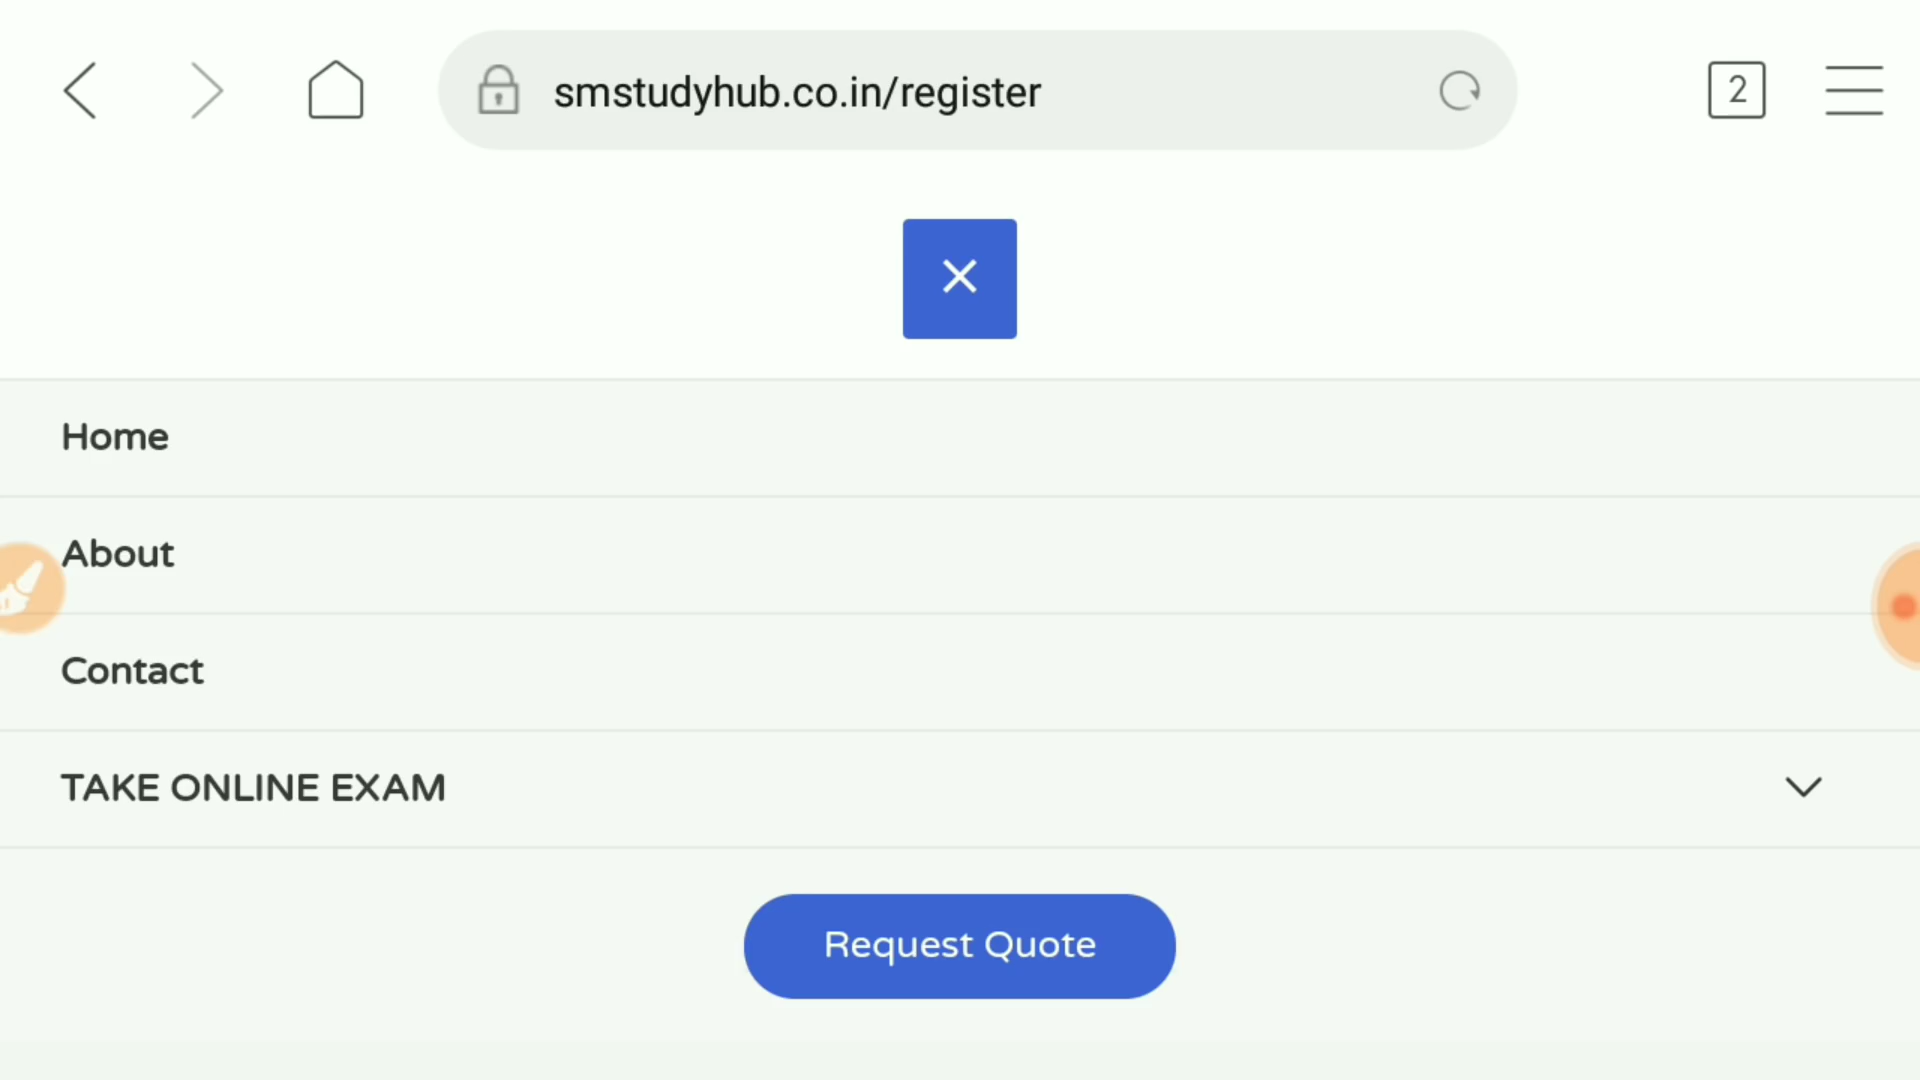 smstudyhub.co.in/register
2
Home
About
Contact
TAKE ONLINE EXAM
Request Quote